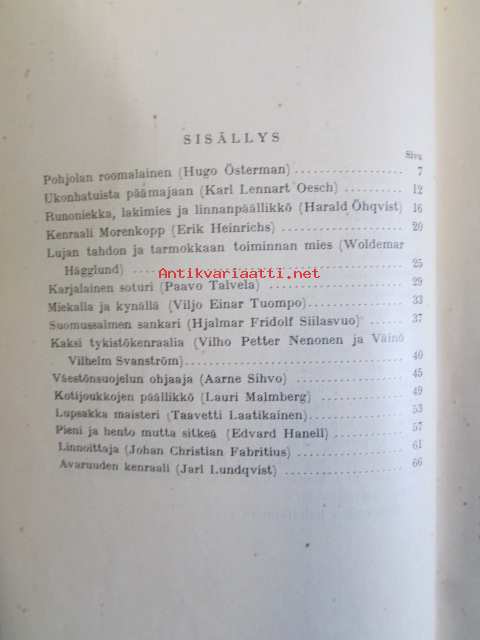 SISÄLLYS
Sivu
Pohjolan roomalainen (Hugo Österman) 7
Ukonhatuista päämajaan (Karl Lennart Oesch) 12
Runoniekka, lakimies ja linnanpäällikkö (Harald Öhqvist) 16
Kenraali Morenkopp (Erik Heinrichs) 20
Lujan tahdon ja tarmokkaan toiminnan mies (Woldemar
Hägglund) 25
Antikvariaatti.net
Karjalainen soturi (Paavo Talvela) 29
Miekalla ja kynällä (Viljo Einar Tuompo) 33
Suomussalmen sankari (Hjalmar Fridolf Siilasvuo) 37
Kaksi tykistökenraalia (Vilho Petter Nenonen ja Väinö
Vilhelm Svanström) 40
Väestönsuojelun ohjaaja (Aarne Sihvo) 45
Kotijoukkojen päällikkö (Lauri Malmberg) 49
Lupsakka maisteri (Taavetti Laatikainen) 53
Pieni ja hento mutta sitkeä (Edvard Hanell) 57
Linnoittaja (Johan Christian Fabritius) 61
Avaruuden kenraali (Jarl Lundqvist) 66